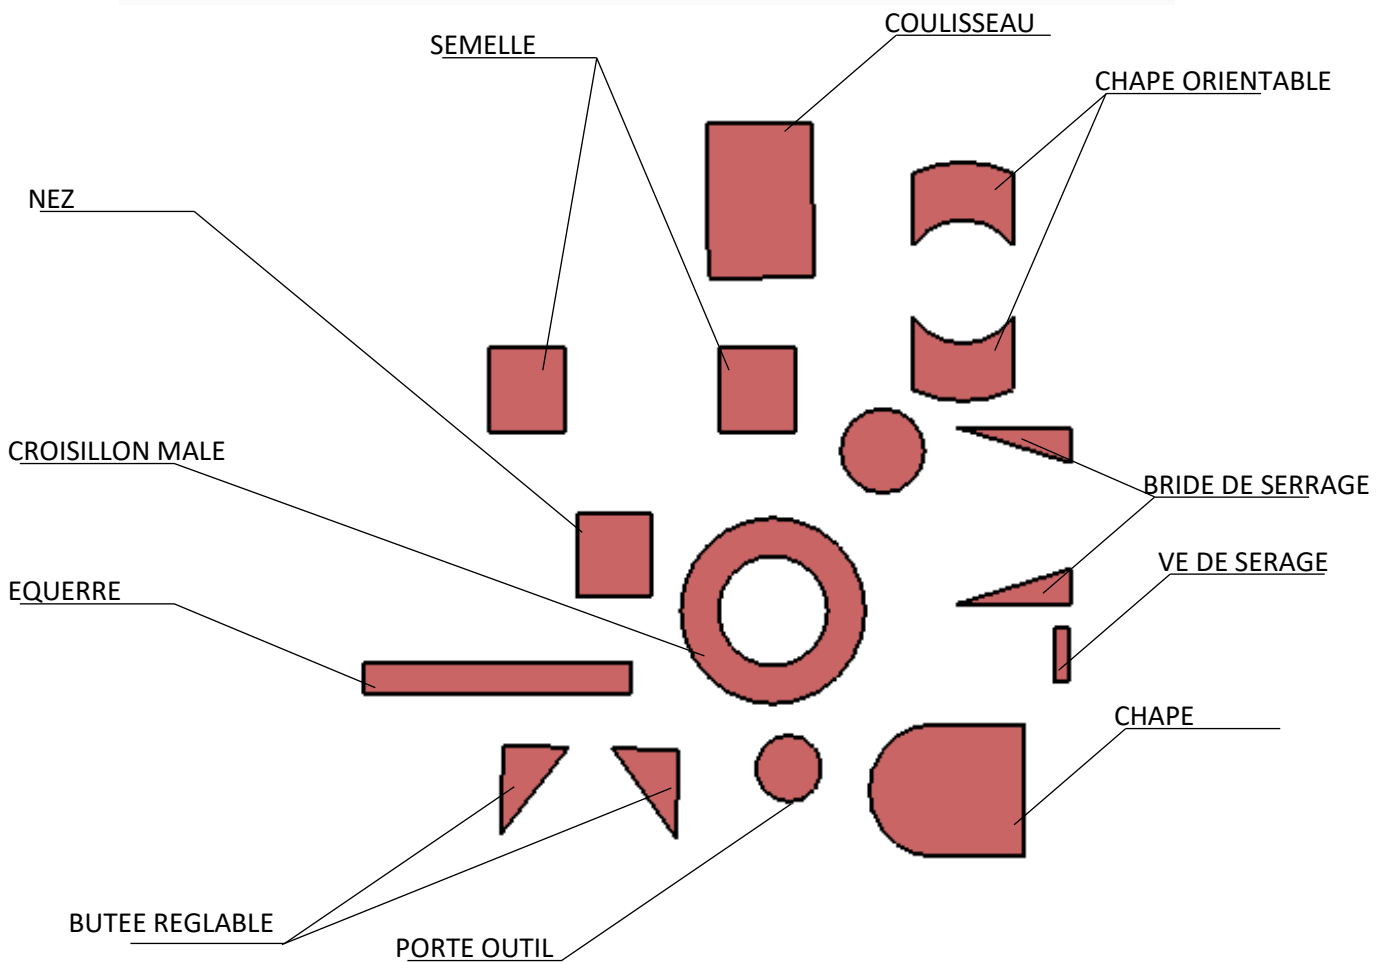 COULISSEAU
SEMELLE
CHAPE ORIENTABLE
NEZ
CROISILLON MALE
BRIDE DE SERRAGE
VE DE SERAGE
EQUERRE
CHAPE
BUTEE REGLABLE
PORTE OUTIL